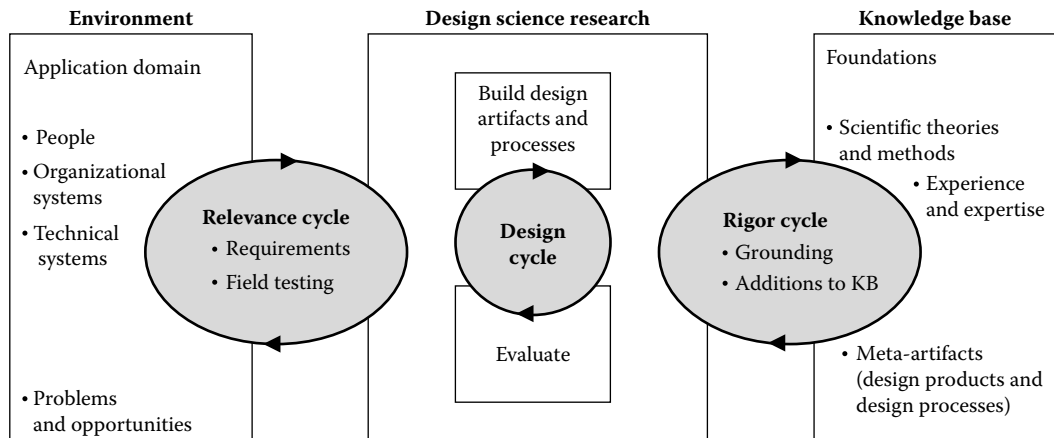 Environment
Design science research
Knowledge base
Application domain
• People
• Organizational
systems
• Technical
systems
• Problems
and opportunities
Relevance cycle
• Requirements
• Field testing
Build design
artifacts and
processes
Design
cycle
Evaluate
Rigor cycle
• Grounding
• Additions to KB
Foundations
• Scientific theories
and methods
• Experience
and expertise
• Meta-artifacts
(design products and
design processes)